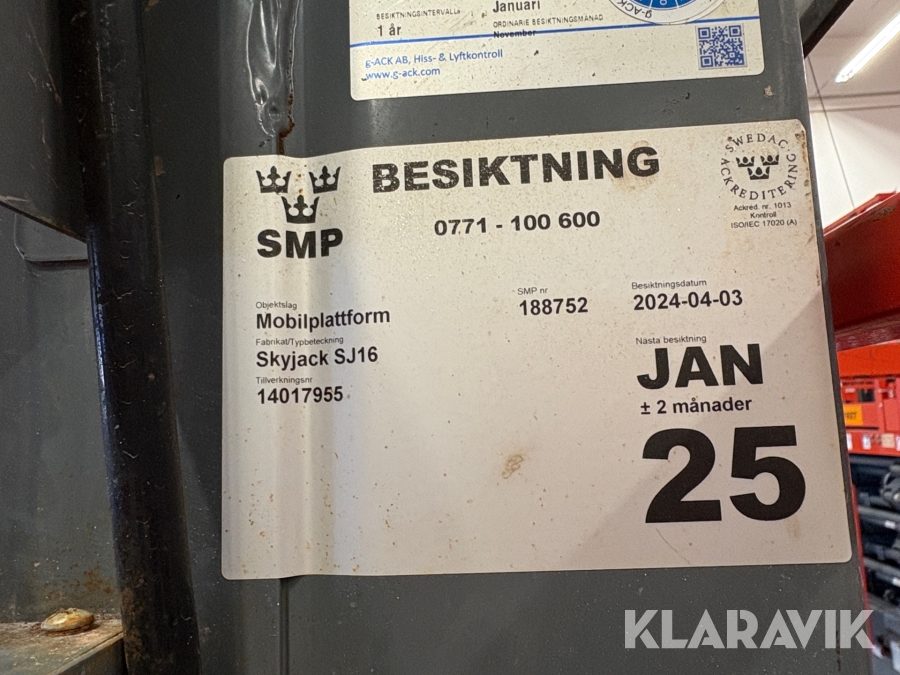 Januari
BESIKTNINGSINTERVALL:
ORDINARIE BESIKTNINGSMÅNAD
1 år
November
g-ACK AB, Hiss- & Lyftkontroll
www.g-ack.com
BESIKTNING
SMP
0771 - 100 600
SWEDAC
ACKREDITERING
Ackred. nr. 1013
Kontroll
ISO/IEC 17020 (A)
Objektslag
Mobilplattform
Fabrikat/Typbeteckning
Skyjack SJ16
Tillverkningsnr
14017955
SMP nr
188752
Besiktningsdatum
2024-04-03
Nästa besiktning
JAN
± 2 månader
25
KLARAVIK